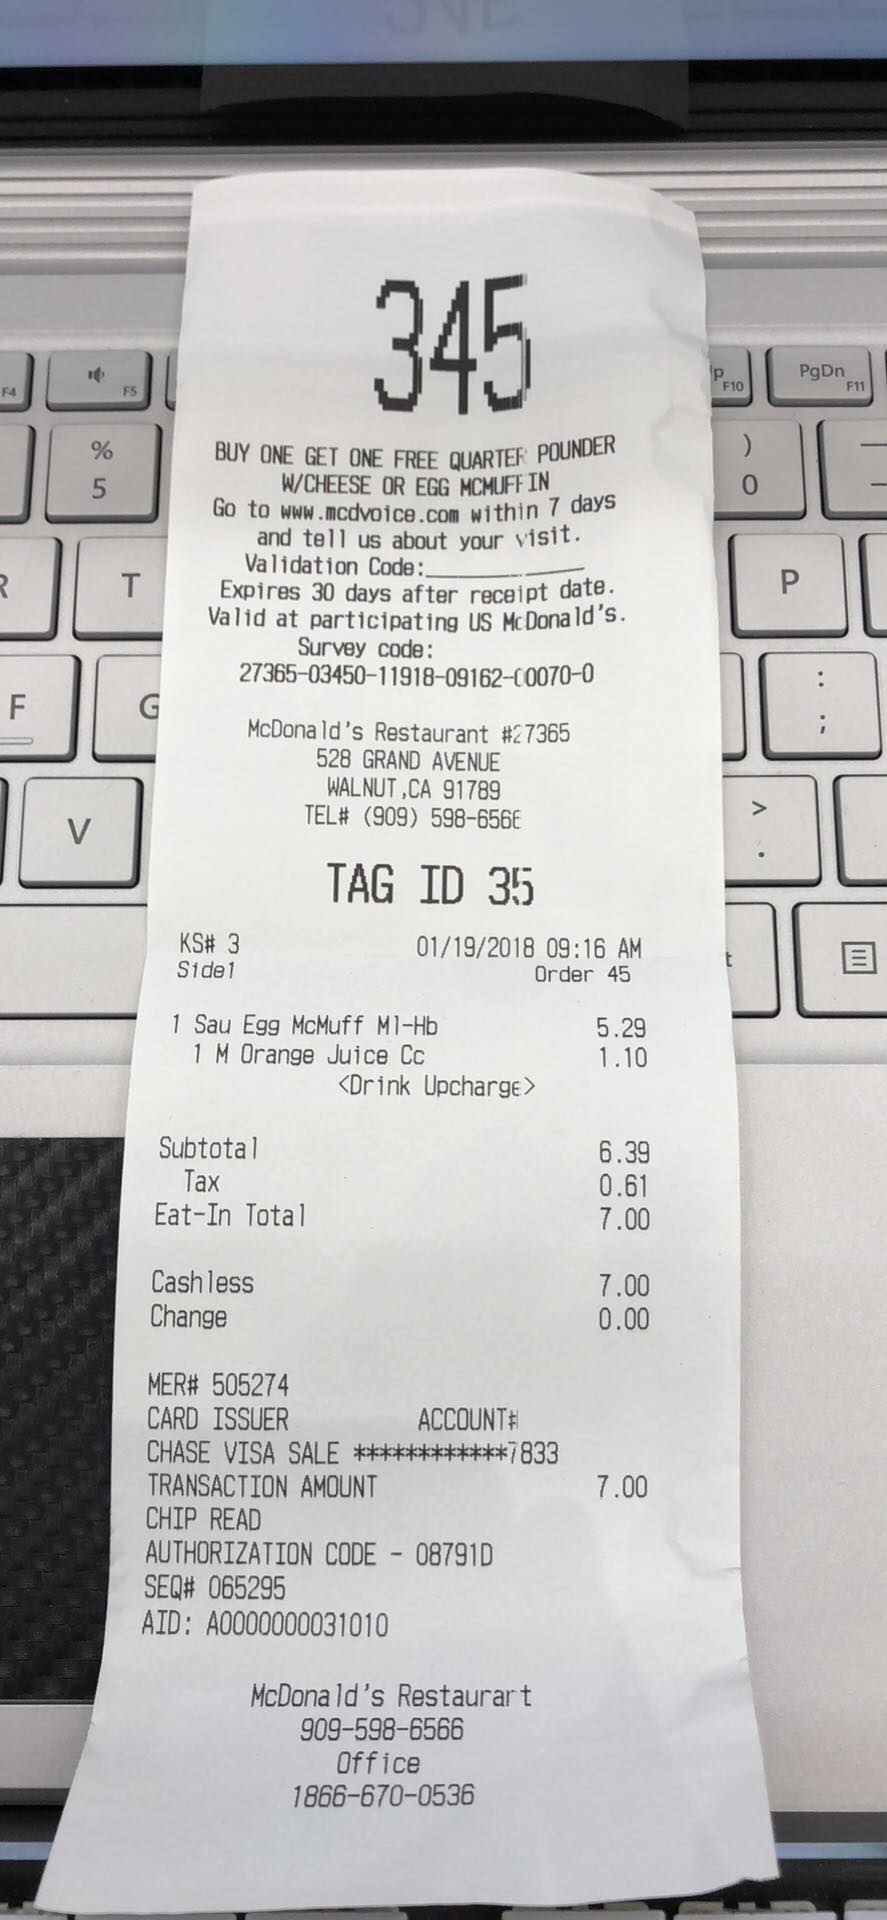 345
BUY ONE GET ONE FREE QUARTER POUNDER
W/CHEESE OR EGG MCMUFFIN
Go to www.mcdvoice.com within 7 days
and tell us about your visit.
Validation Code:____________
Expires 30 days after receipt date.
Valid at participating US McDonald's.
Survey code:
27365-03450-11918-09162-00070-0
McDonald's Restaurant #27365
528 GRAND AVENUE
WALNUT,CA 91789
TEL# (909) 598-6566
TAG ID 35
KS# 3 01/19/2018 09:16 AM
Side1 Order 45
1 Sau Egg McMuff Ml-Hb 5.29
1 M Orange Juice Cc 1.10
<Drink Upcharge>
Subtotal 6.39
Tax 0.61
Eat-In Total 7.00
Cashless 7.00
Change 0.00
MER# 505274
CARD ISSUER ACCOUNT#
CHASE VISA SALE ************7833
TRANSACTION AMOUNT 7.00
CHIP READ
AUTHORIZATION CODE - 08791D
SEQ# 065295
AID: A0000000031010
McDonald's Restaurart
909-598-6566
Office
1866-670-0536
F4
F5
F10
PgDn F11
% 5
) 0
R
T
P
F
G
: ;
V
> .